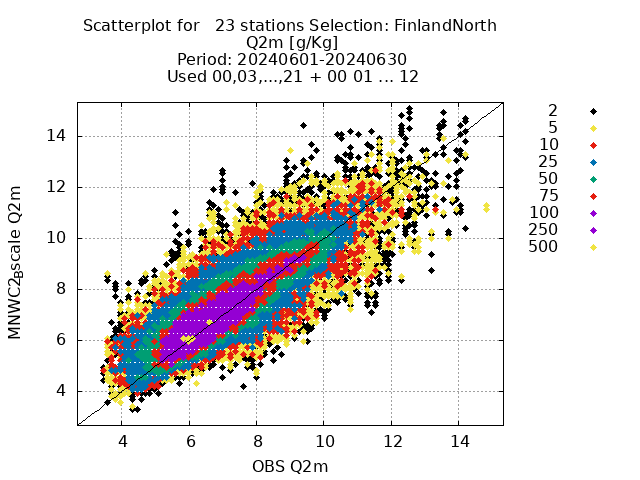 Scatterplot for   23 stations Selection: FinlandNorth
Q2m [g/Kg]
Period: 20240601-20240630
Used 00,03,...,21 + 00 01 ... 12
2
5
10
25
50
75
100
250
500
14
12
10
8
6
4
4 6 8 10 12 14
OBS Q2m